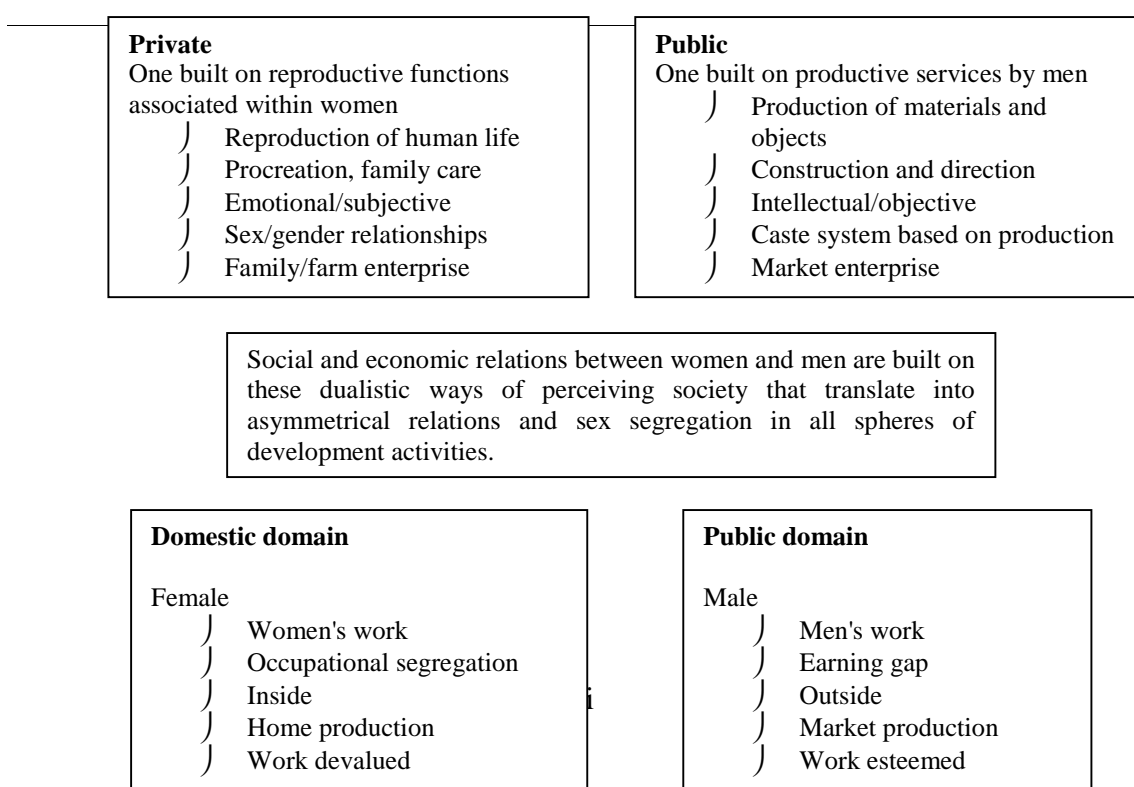 Private
One built on reproductive functions
associated within women
⌡ Reproduction of human life
⌡ Procreation, family care
⌡ Emotional/subjective
⌡ Sex/gender relationships
⌡ Family/farm enterprise
Public
One built on productive services by men
⌡ Production of materials and
objects
⌡ Construction and direction
⌡ Intellectual/objective
⌡ Caste system based on production
⌡ Market enterprise
Social and economic relations between women and men are built on
these dualistic ways of perceiving society that translate into
asymmetrical relations and sex segregation in all spheres of
development activities.
Domestic domain
Female
⌡ Women's work
⌡ Occupational segregation
⌡ Inside
⌡ Home production
⌡ Work devalued
i
Public domain
Male
⌡ Men's work
⌡ Earning gap
⌡ Outside
⌡ Market production
⌡ Work esteemed